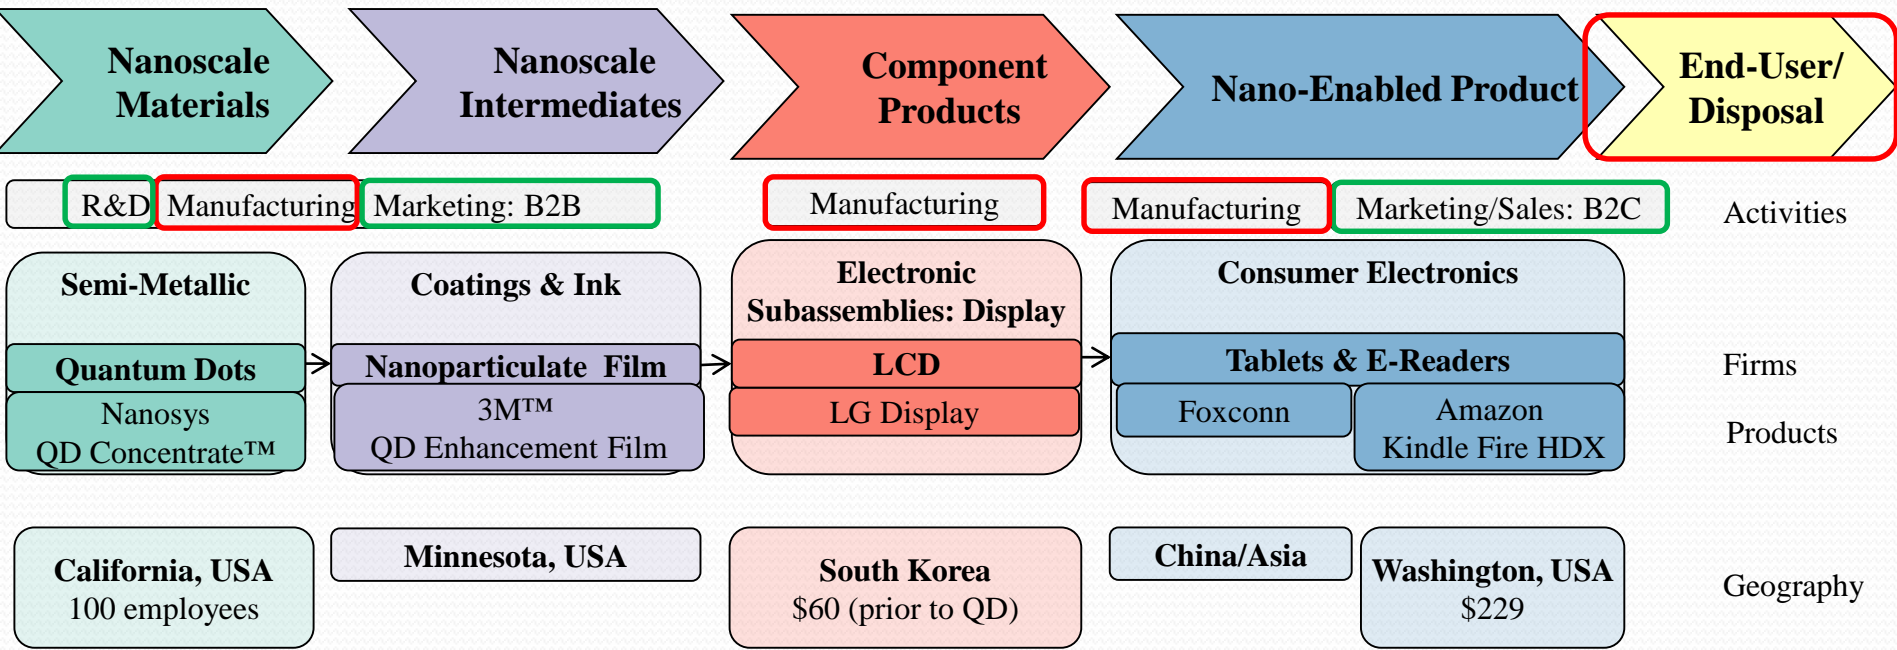 Nanoscale
Materials
Nanoscale
Intermediates
Component
Products
Nano-Enabled Product
End-User/
Disposal
R&D
Manufacturing
Marketing: B2B
Manufacturing
Manufacturing
Marketing/Sales: B2C
Activities
Semi-Metallic
Coatings & Ink
Electronic
Subassemblies: Display
Consumer Electronics
Quantum Dots
Nanoparticulate Film
LCD
Tablets & E-Readers
Firms
Nanosys
QD Concentrate™
3M™
QD Enhancement Film
LG Display
Foxconn
Amazon
Kindle Fire HDX
Products
California, USA
100 employees
Minnesota, USA
South Korea
$60 (prior to QD)
China/Asia
Washington, USA
$229
Geography